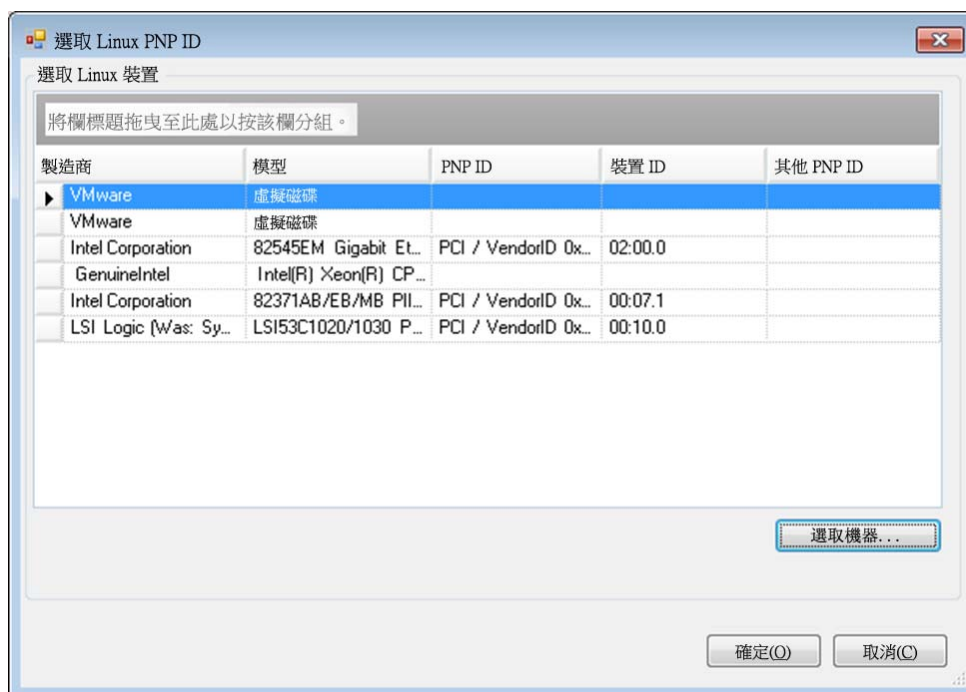 選取 Linux PNP ID
選取 Linux 裝置
將欄標題拖曳至此處以按該欄分組。
製造商 模型 PNP ID 裝置 ID 其他 PNP ID
VMware 虛擬磁碟
VMware 虛擬磁碟
Intel Corporation 82545EM Gigabit Et... PCI / VendorID 0x... 02:00.0
GenuineIntel Intel(R) Xeon(R) CP...
Intel Corporation 82371AB/EB/MB PII... PCI / VendorID 0x... 00:07.1
LSI Logic (Was: Sy... LSI53C1020/1030 P... PCI / VendorID 0x... 00:10.0
選取機器...
確定(O) 取消(C)